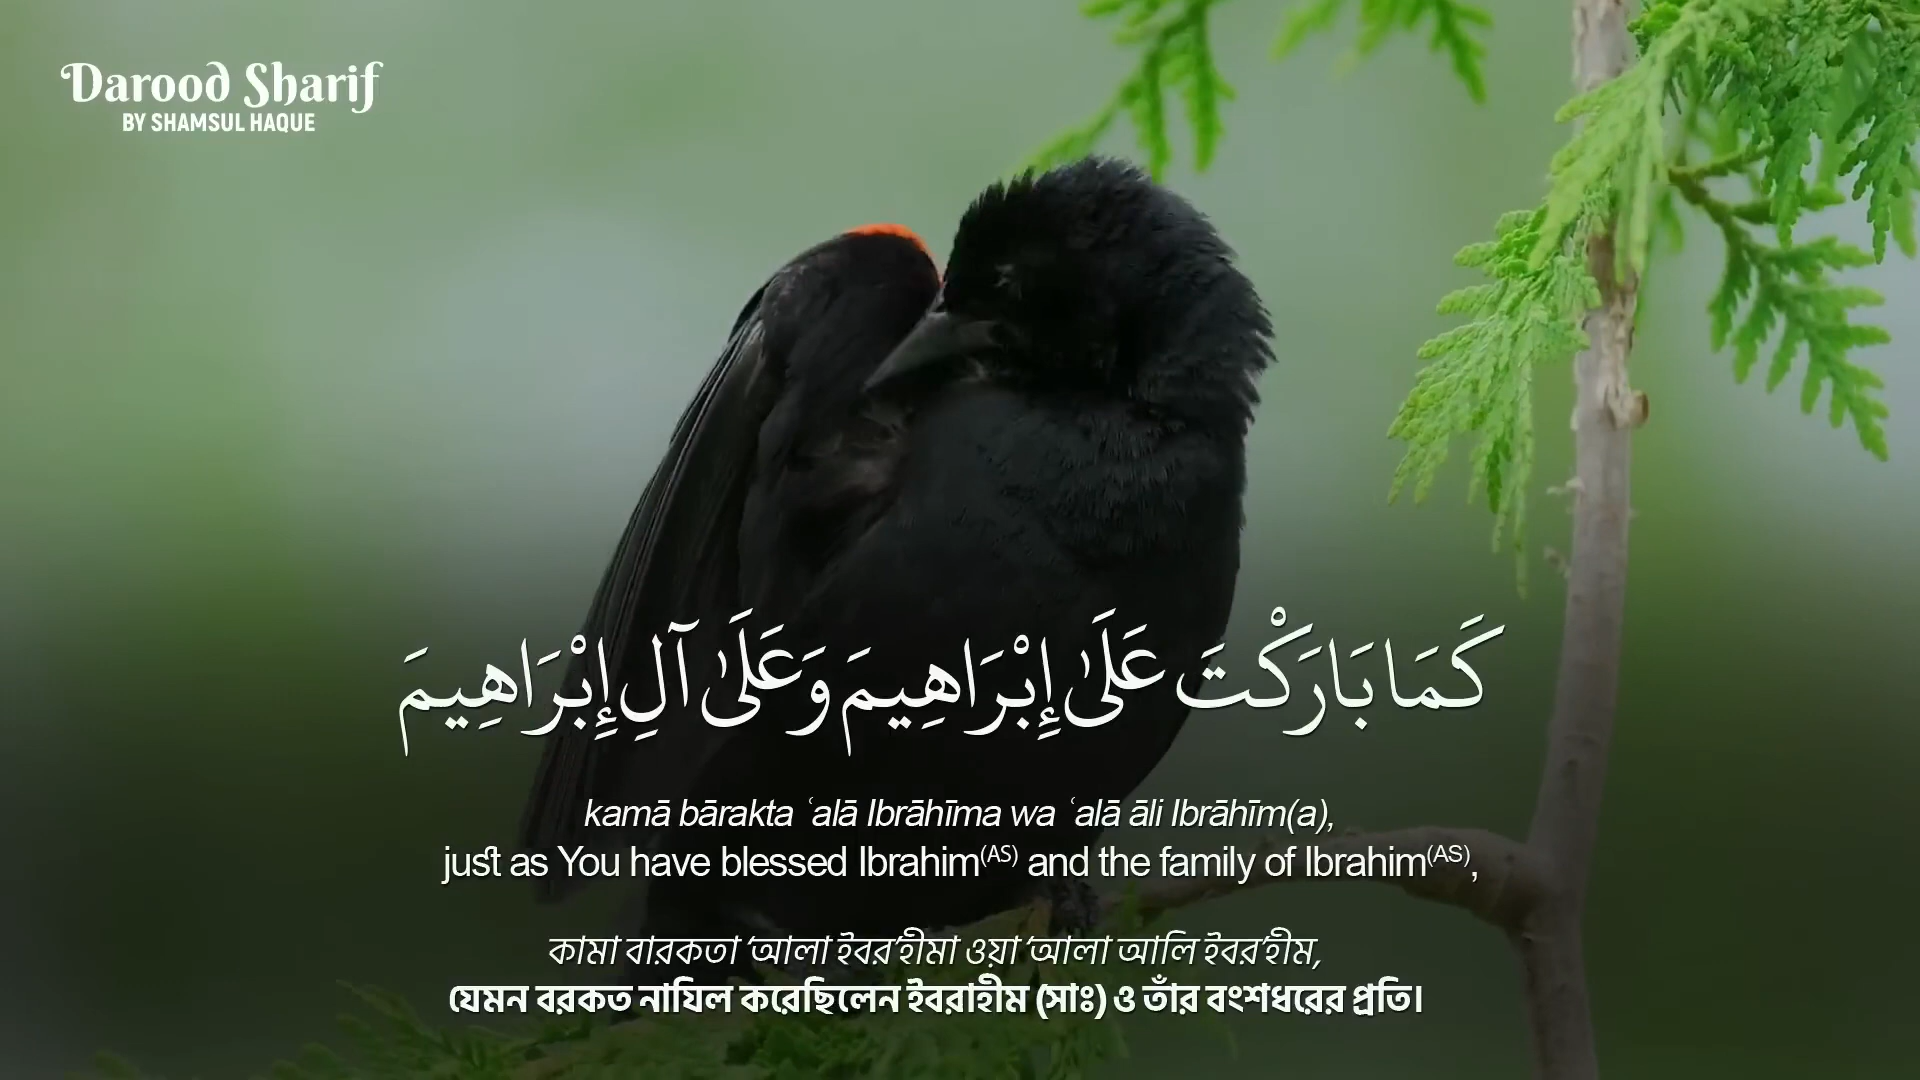 Darood Sharif
BY SHAMSUL HAQUE
كَمَا بَارَكْتَ عَلَىٰ إِبْرَاهِيمَ وَعَلَىٰ آلِ إِبْرَاهِيمَ
kamā bārakta ʿalā Ibrāhīma wa ʿalā āli Ibrāhīm(a),
just as You have blessed Ibrahim(AS) and the family of Ibrahim(AS),
কামা বারকতা ‘আলা ইবর’হীমা ওয়া ‘আলা আলি ইবর’হীম,
যেমন বরকত নাযিল করেছিলেন ইবরাহীম (সাঃ) ও তাঁর বংশধরের প্রতি।